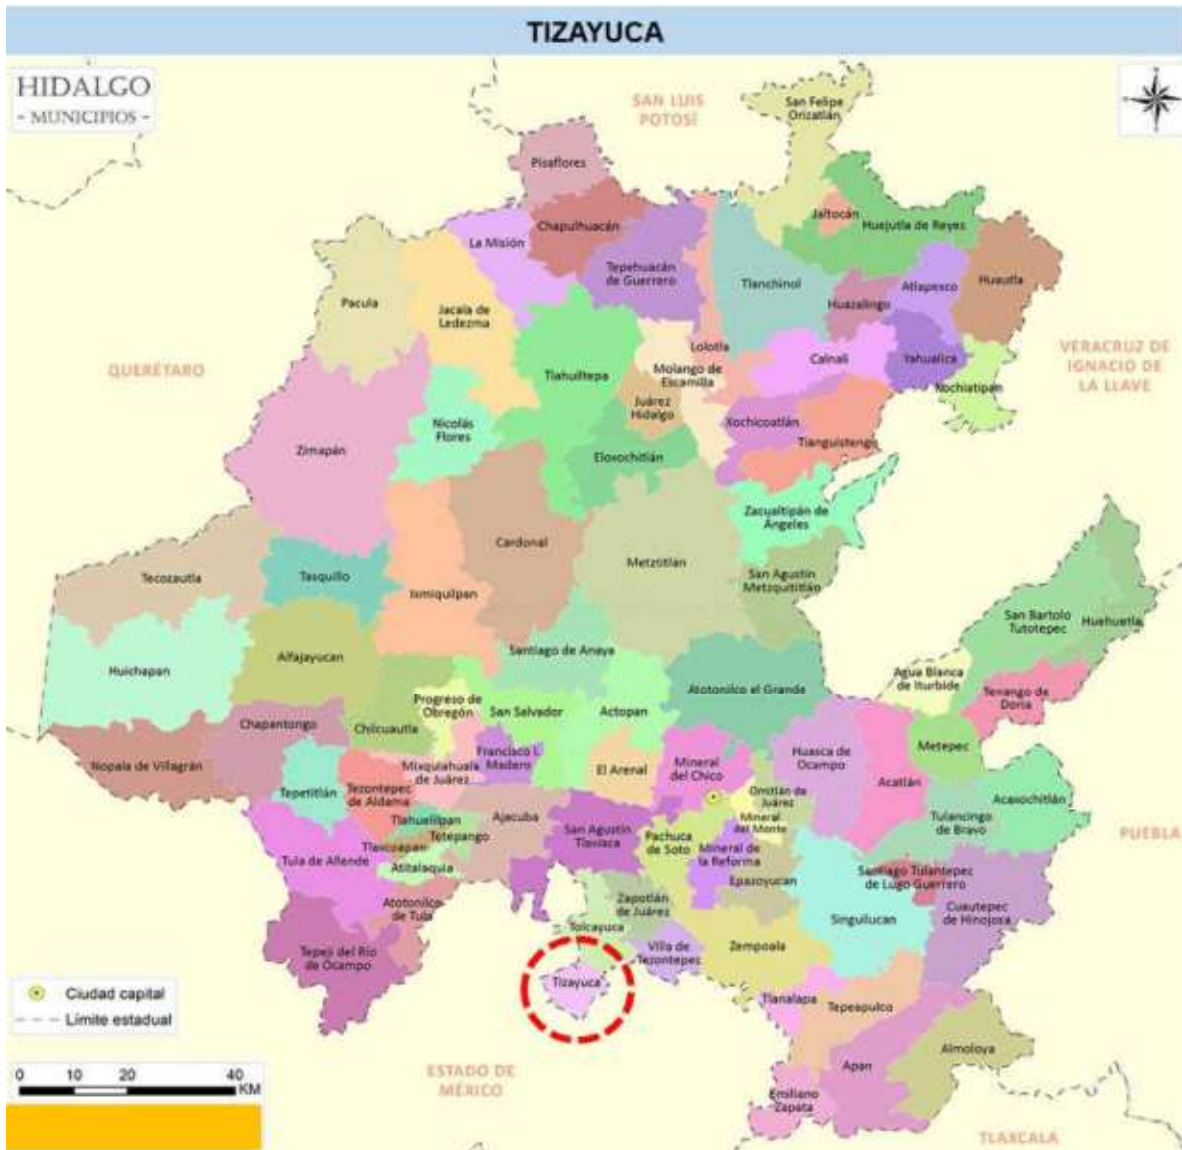 TIZAYUCA
HIDALGO
- MUNICIPIOS -
SAN LUIS
POTOSÍ
San Felipe
Orizatlán
Pisaflores
Chapulhuacán
La Misión
Jaltocán
Huejutla de Reyes
Tepehuacán
de Guerrero
Tlanchinol
Atlapexco
Huautla
Huazalingo
Pacula
Jacala de
Ledezma
Lolotla
Calnali
Yahualica
VERACRUZ DE
IGNACIO DE
LA LLAVE
QUERÉTARO
Tlahuiltepa
Molango de
Escamilla
Xochiatipan
Juárez
Hidalgo
Nicolás
Flores
Xochicoatlán
Tianguistengo
Zimapán
Eloxochitlán
Zacualtipán de
Ángeles
Cardonal
Metztitlán
Tecozautla
Tasquillo
San Agustín
Metzquititlán
Ixmiquilpan
San Bartolo
Tutotepec
Huehuetla
Santiago de Anaya
Huichapan
Alfajayucan
Agua Blanca
de Iturbide
Atotonilco el Grande
Tenango de
Doria
Progreso de
Obregón
San Salvador
Actopan
Chapantongo
Chilcuautla
Metepec
Huasca de
Ocampo
Nopala de Villagrán
Mixquiahuala
de Juárez
Francisco I.
Madero
El Arenal
Mineral
del Chico
Acatlán
Tepetitlán
Tezontepec
de Aldama
Omitlán de
Juárez
Acaxochitlán
Tlahuelilpan
Ajacuba
Mineral
del Monte
Tulancingo
de Bravo
PUEBLA
Tetepango
San Agustín
Tlaxiaca
Pachuca
de Soto
Tlaxcoapan
Mineral de
la Reforma
Tula de Allende
Atitalaquia
Epazoyucan
Santiago Tulantepec
de Lugo Guerrero
Atotonilco
de Tula
Zapotlán
de Juárez
Cuautepec
de Hinojosa
Singuilucan
Tolcayuca
Tepeji del Río
de Ocampo
Villa de
Tezontepec
Zempoala
Tizayuca
Tlanalapa
Tepeapulco
Ciudad capital
Límite estadual
Almoloya
Apan
ESTADO DE
MÉXICO
0 10 20 40
KM
Emiliano
Zapata
TLAXCALA